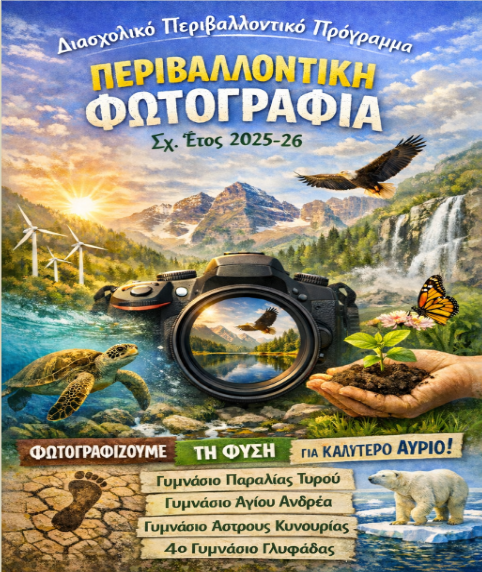 Διασχολικό Περιβαλλοντικό Πρόγραμμα
ΠΕΡΙΒΑΛΛΟΝΤΙΚΗ
ΦΩΤΟΓΡΑΦΙΑ
Σχ. Έτος 2025-26
ΦΩΤΟΓΡΑΦΙΖΟΥΜΕ ΤΗ ΦΥΣΗ ΓΙΑ ΚΑΛΥΤΕΡΟ ΑΥΡΙΟ!
Γυμνάσιο Παραλίας Τυρού
Γυμνάσιο Αγίου Ανδρέα
Γυμνάσιο Άστρους Κυνουρίας
4ο Γυμνάσιο Γλυφάδας